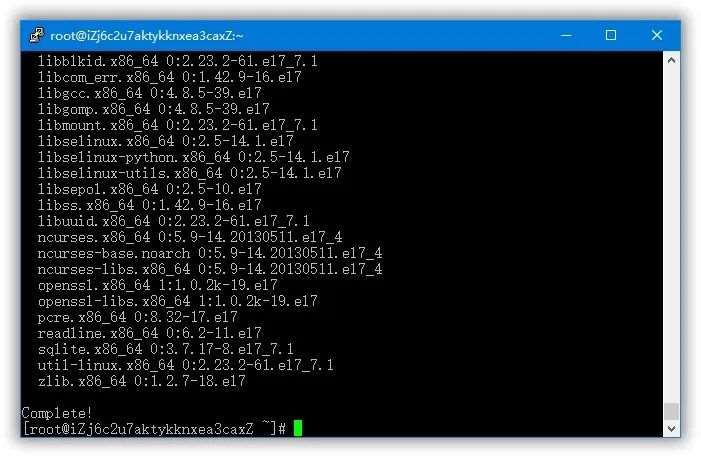 root@iZj6c2u7aktykknxea3caxZ:~
libblkid.x86_64 0:2.23.2-61.el7_7.1
libcom_err.x86_64 0:1.42.9-16.el7
libgcc.x86_64 0:4.8.5-39.el7
libgomp.x86_64 0:4.8.5-39.el7
libmount.x86_64 0:2.23.2-61.el7_7.1
libselinux.x86_64 0:2.5-14.1.el7
libselinux-python.x86_64 0:2.5-14.1.el7
libselinux-utils.x86_64 0:2.5-14.1.el7
libsepol.x86_64 0:2.5-10.el7
libss.x86_64 0:1.42.9-16.el7
libuuid.x86_64 0:2.23.2-61.el7_7.1
ncurses.x86_64 0:5.9-14.20130511.el7_4
ncurses-base.noarch 0:5.9-14.20130511.el7_4
ncurses-libs.x86_64 0:5.9-14.20130511.el7_4
openssl.x86_64 1:1.0.2k-19.el7
openssl-libs.x86_64 1:1.0.2k-19.el7
pcre.x86_64 0:8.32-17.el7
readline.x86_64 0:6.2-11.el7
sqlite.x86_64 0:3.7.17-8.el7_7.1
util-linux.x86_64 0:2.23.2-61.el7_7.1
zlib.x86_64 0:1.2.7-18.el7
Complete!
[root@iZj6c2u7aktykknxea3caxZ ~]#